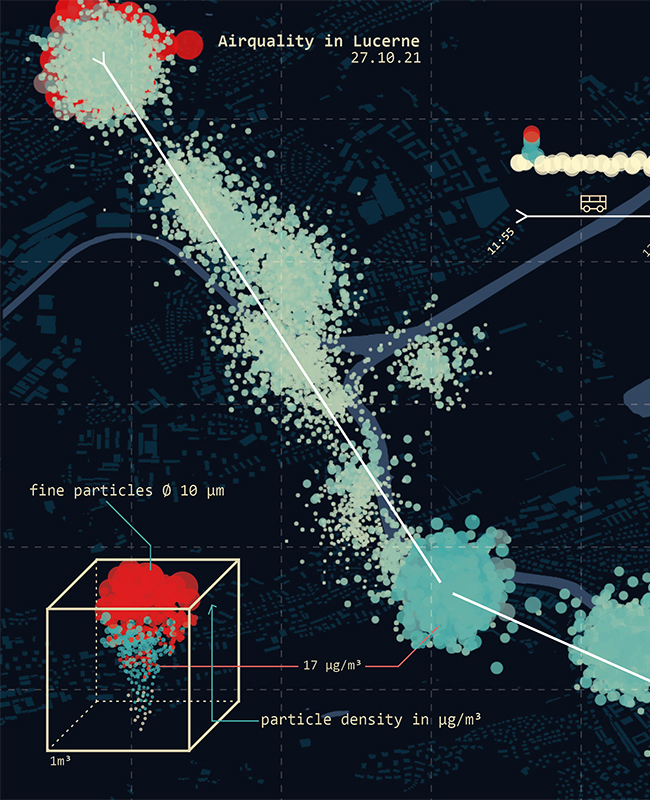 Airquality in Lucerne
27.10.21
11:55
fine particles Ø 10 µm
17 µg/m³
particle density in µg/m³
1m³